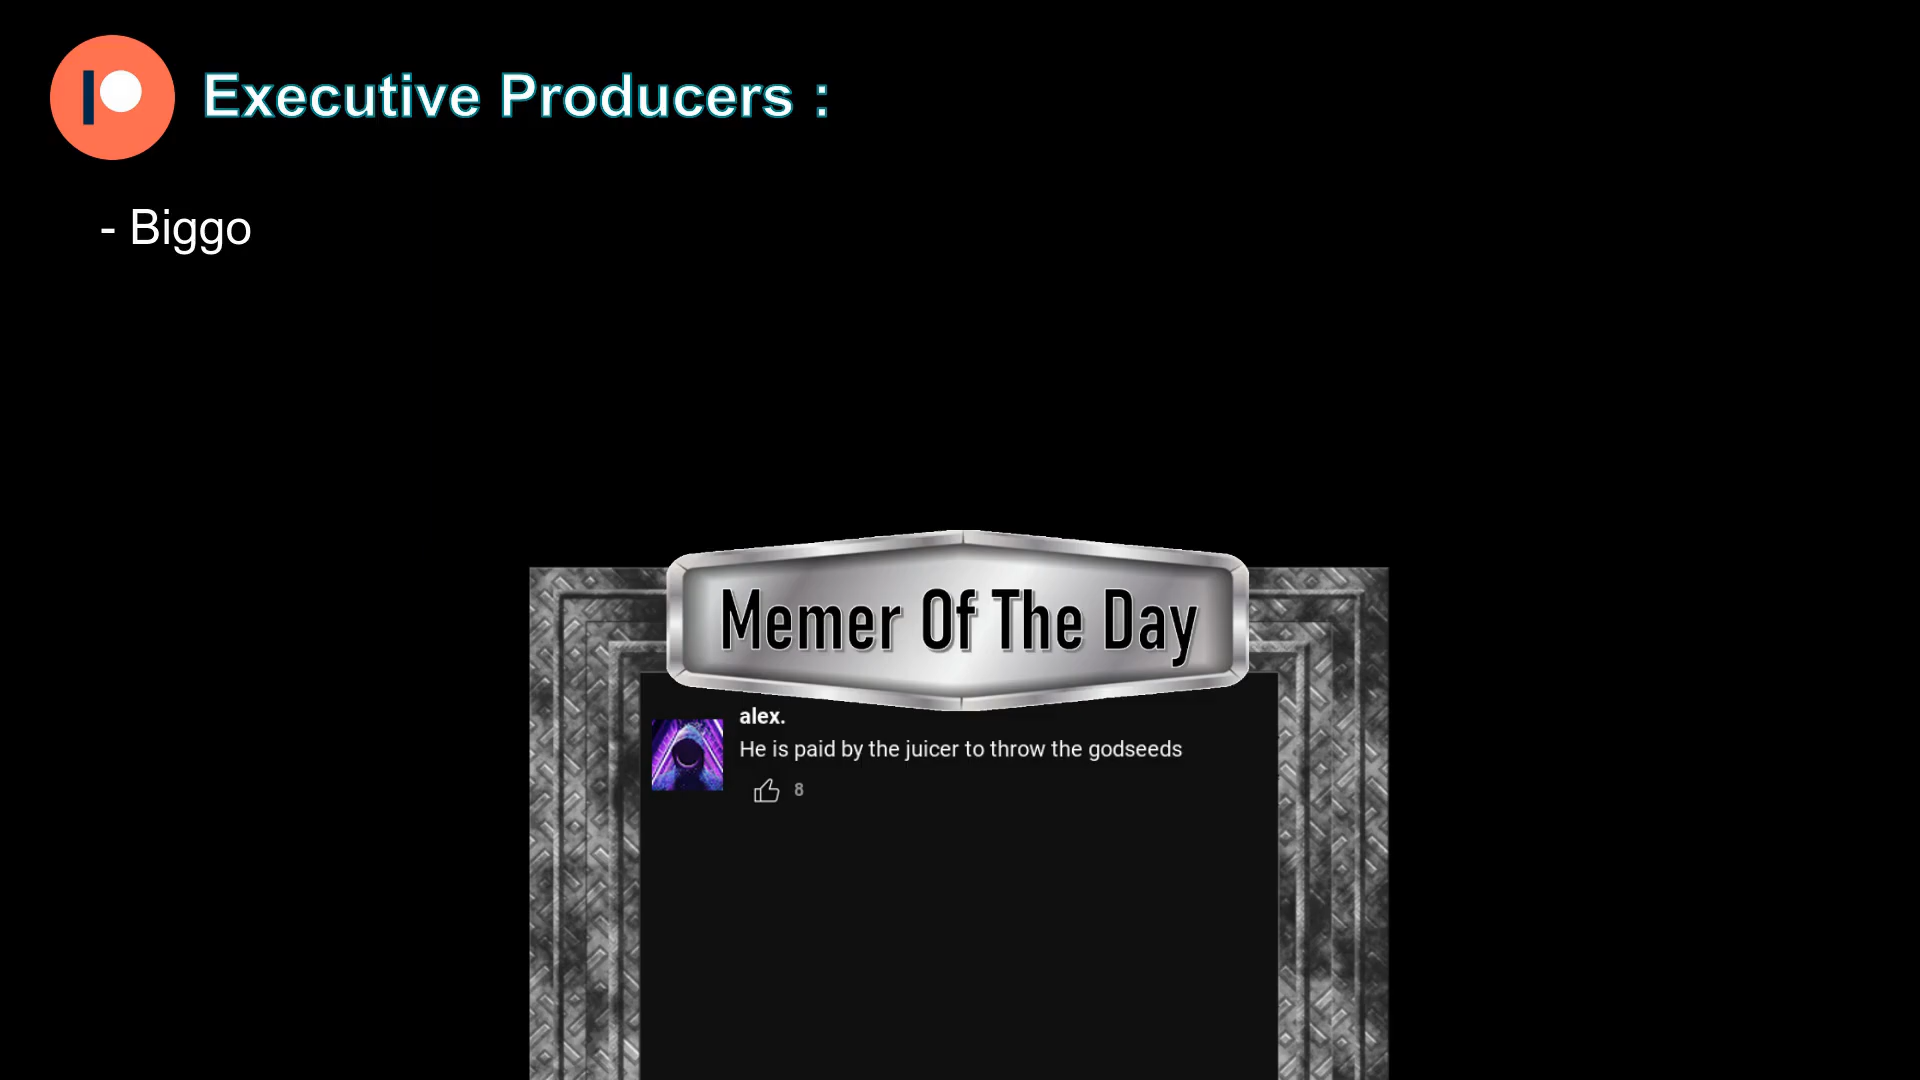 Executive Producers :
- Biggo
Memer Of The Day
alex.
He is paid by the juicer to throw the godseeds
8